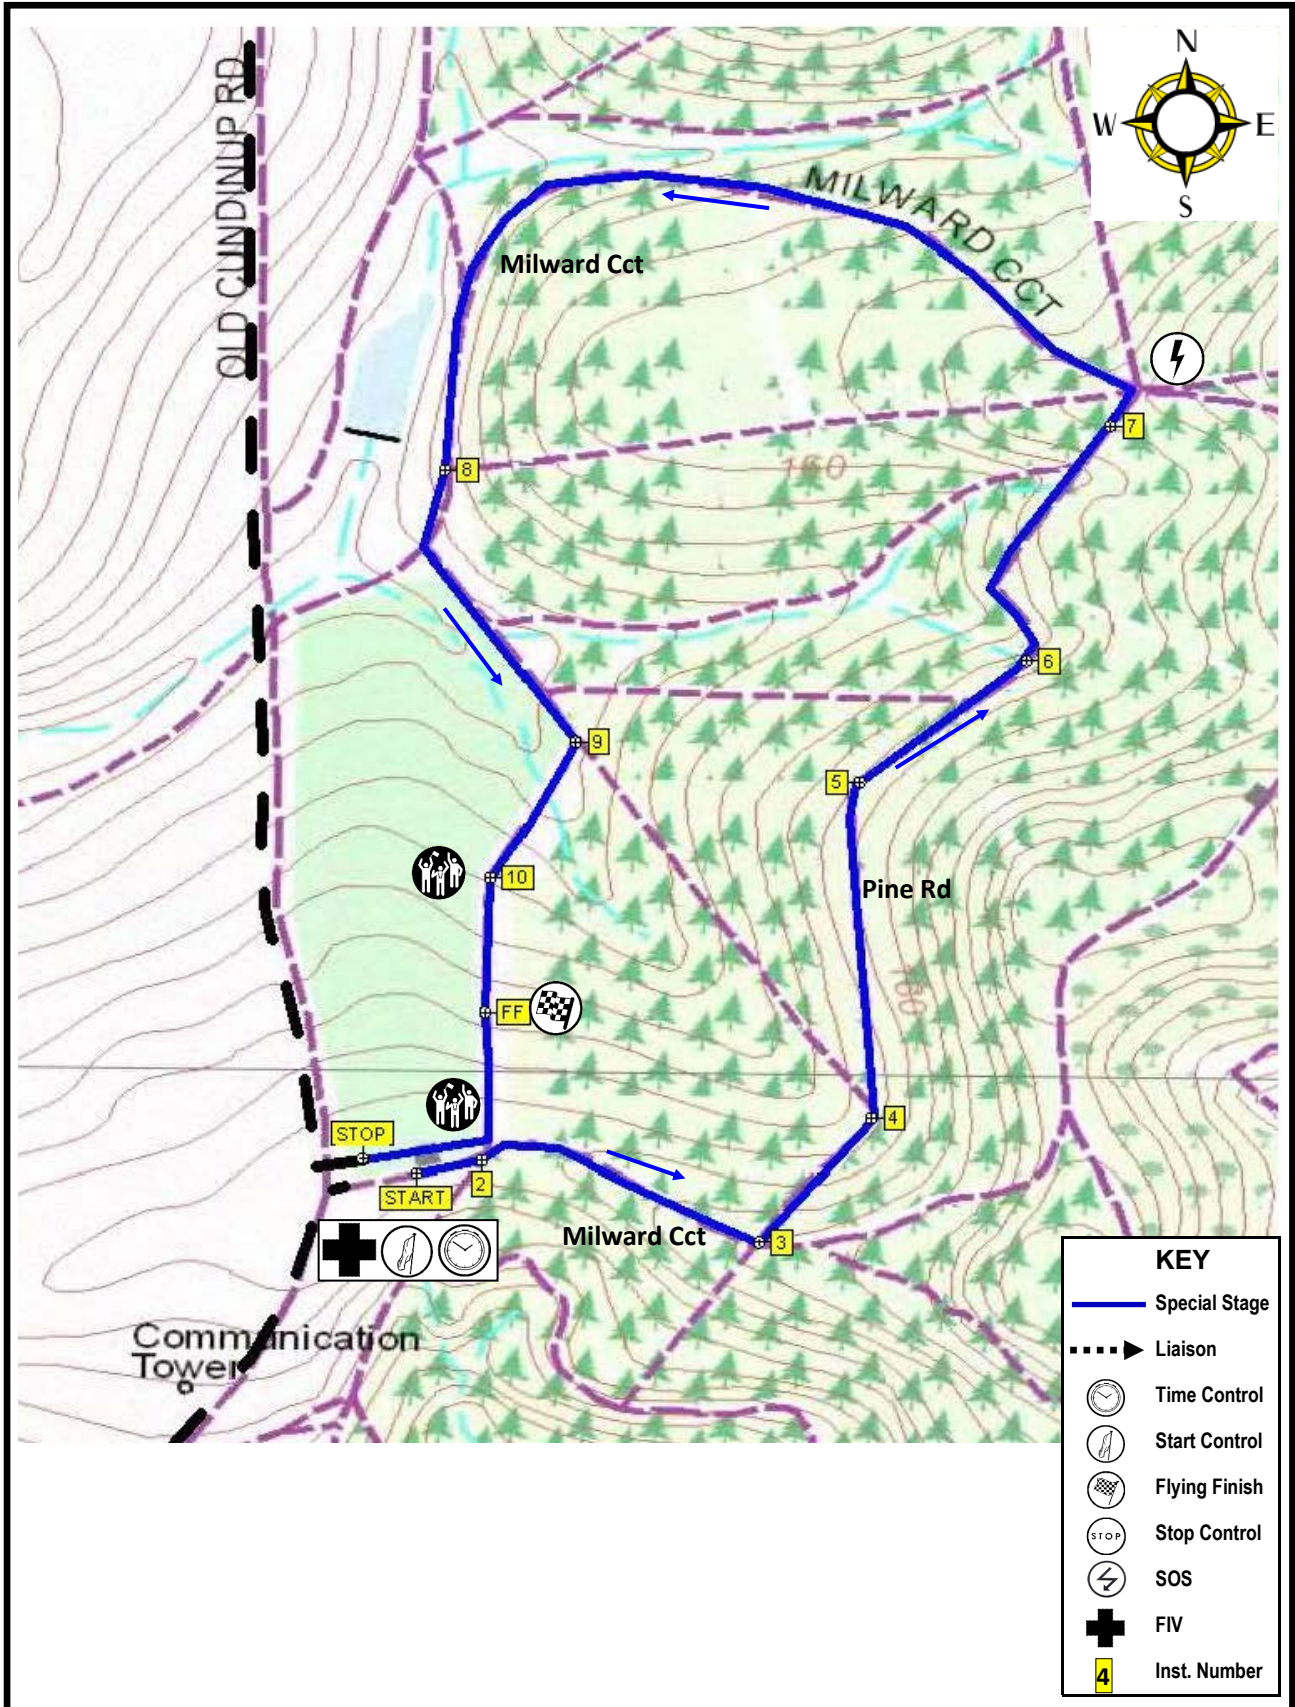 N
W E
S
OLD CUNDINUP RD
MILWARD CCT
Milward Cct
7
8
160
6
9
5
10
Pine Rd
FF
4
STOP
START
2
3
Milward Cct
Communication
Tower
KEY
Special Stage
Liaison
Time Control
Start Control
Flying Finish
STOP Stop Control
SOS
FIV
4 Inst. Number